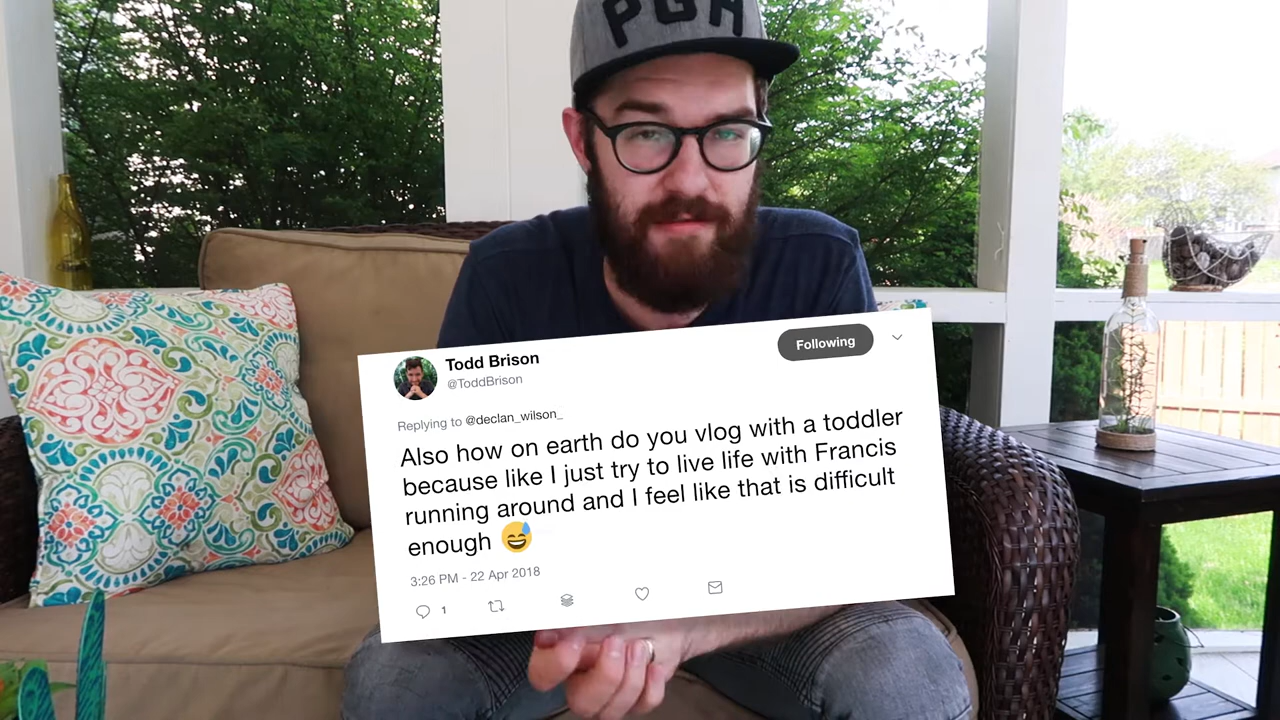 PGH
Todd Brison
@ToddBrison
Following
Replying to @declan_wilson_
Also how on earth do you vlog with a toddler
because like I just try to live life with Francis
running around and I feel like that is difficult
enough 😅
3:26 PM - 22 Apr 2018
1